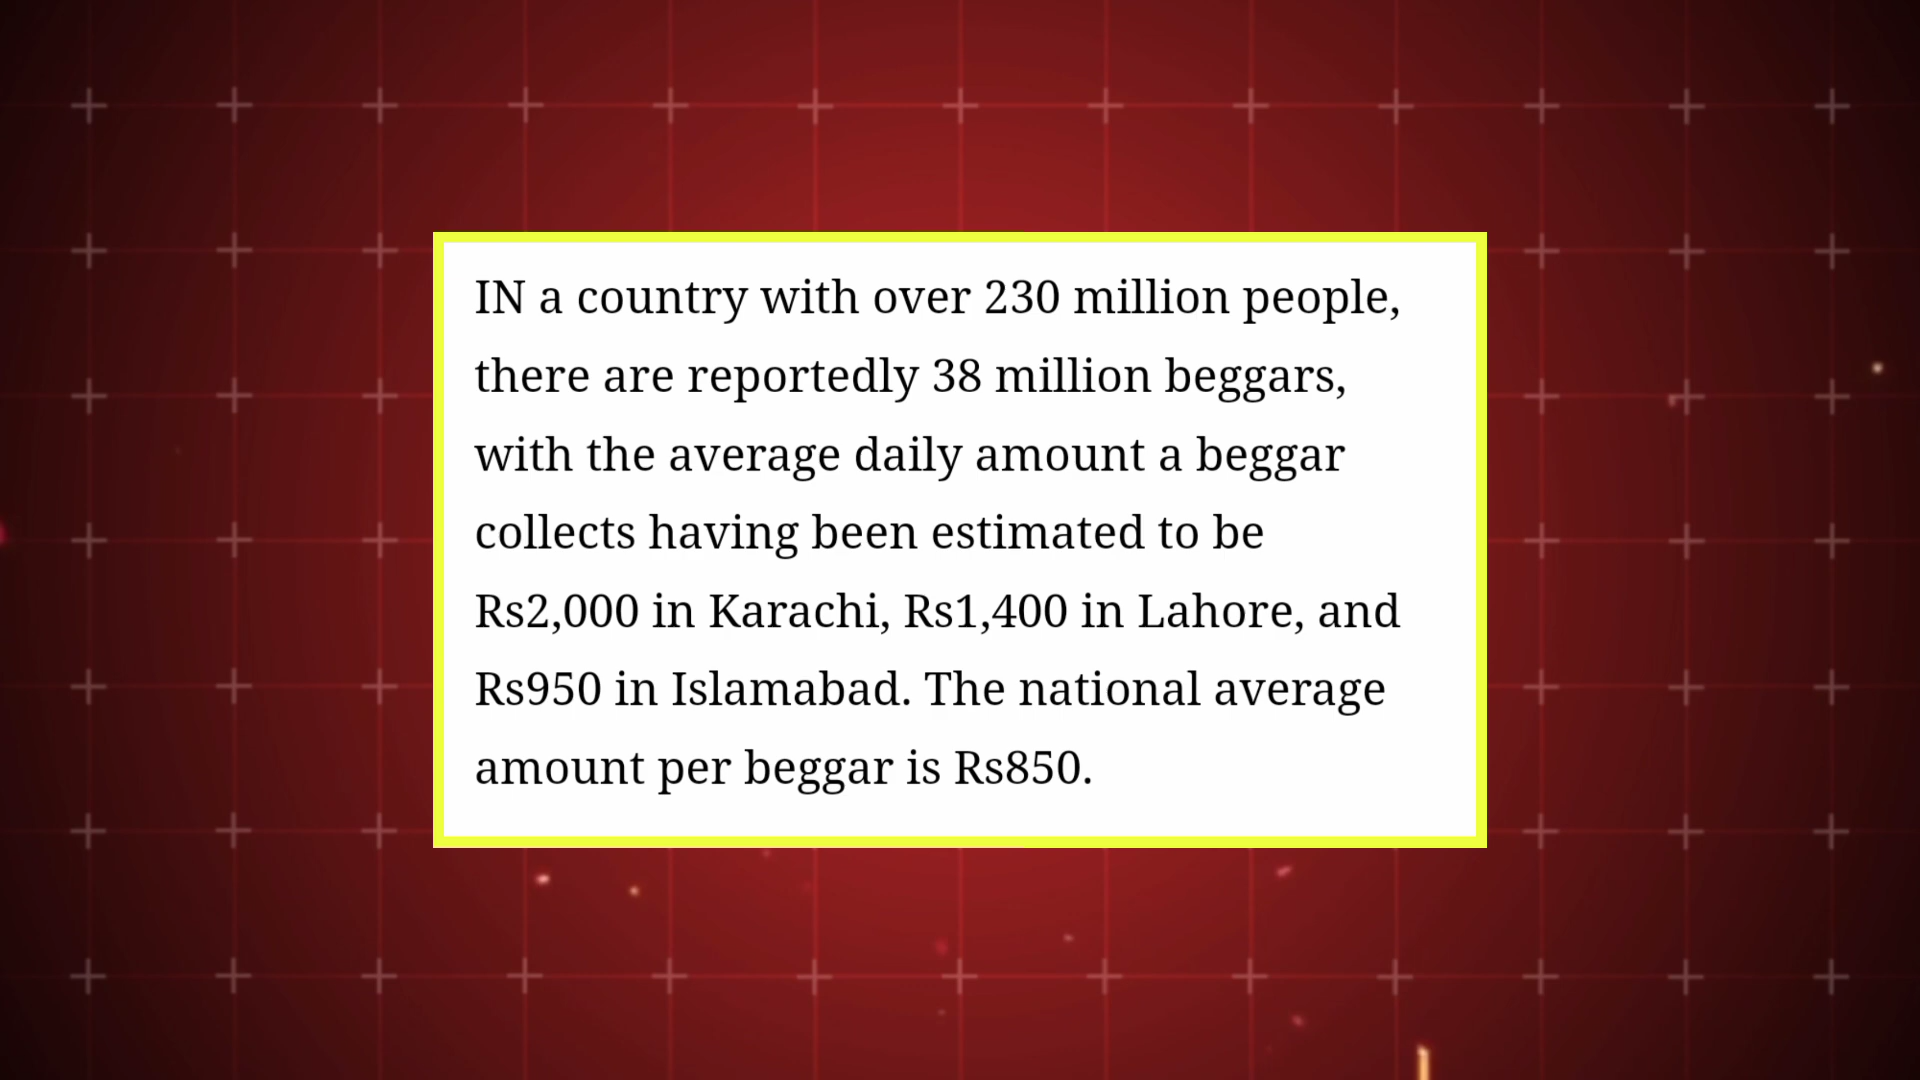 IN a country with over 230 million people,
there are reportedly 38 million beggars,
with the average daily amount a beggar
collects having been estimated to be
Rs2,000 in Karachi, Rs1,400 in Lahore, and
Rs950 in Islamabad. The national average
amount per beggar is Rs850.